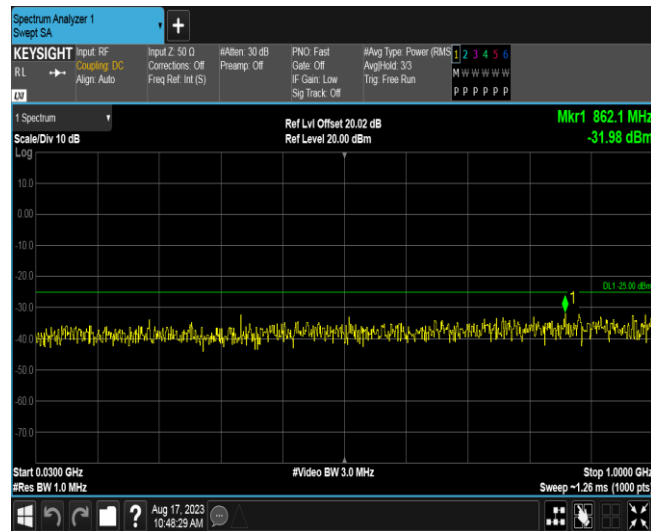 Spectrum Analyzer 1
Swept SA
+
KEYSIGHT
RL
LXI
Input: RF
Coupling: DC
Align: Auto
Input Z: 50 Ω
Corrections: Off
Freq Ref: Int (S)
#Atten: 30 dB
Preamp: Off
PNO: Fast
Gate: Off
IF Gain: Low
Sig Track: Off
#Avg Type: Power (RMS
Avg|Hold: 3/3
Trig: Free Run
1 2 3 4 5 6
M W W W W W
P P P P P P
1 Spectrum
Scale/Div 10 dB
Log
Ref Lvl Offset 20.02 dB
Ref Level 20.00 dBm
Mkr1 862.1 MHz
-31.98 dBm
10.0
0.00
-10.0
-20.0
DL1 -25.00 dBm
1
-30.0
-40.0
-50.0
-60.0
-70.0
Start 0.0300 GHz
#Res BW 1.0 MHz
#Video BW 3.0 MHz
Stop 1.0000 GHz
Sweep ~1.26 ms (1000 pts
?
Aug 17, 2023
10:48:29 AM